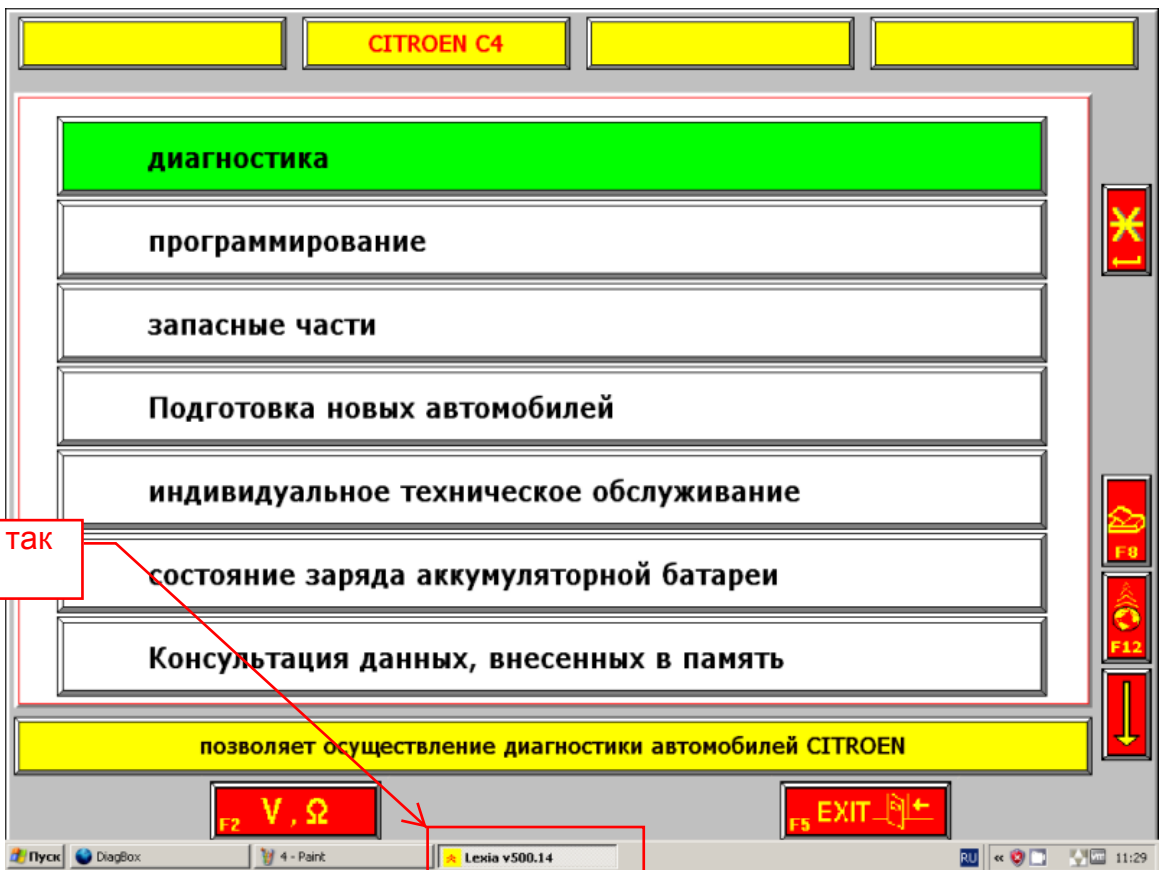 CITROEN C4
диагностика
программирование
запасные части
Подготовка новых автомобилей
индивидуальное техническое обслуживание
так
состояние заряда аккумуляторной батареи
F8
Консультация данных, внесенных в память
F12
позволяет осуществление диагностики автомобилей CITROEN
F2 V , Ω
F5 EXIT
Пуск DiagBox 4 - Paint Lexia v500.14 RU « 11:29